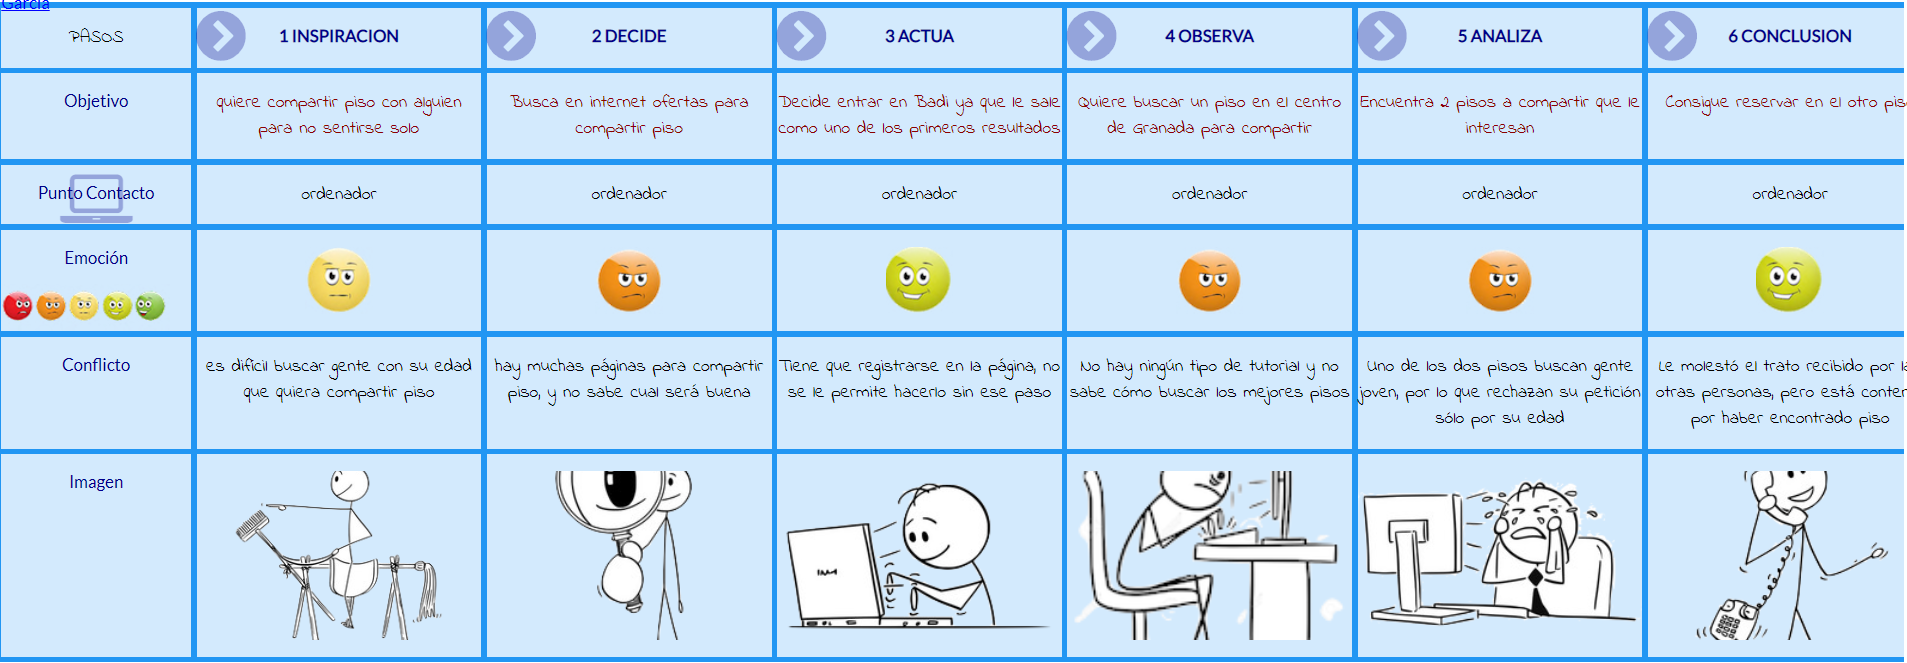 García
PASOS
1 INSPIRACION
2 DECIDE
3 ACTUA
4 OBSERVA
5 ANALIZA
6 CONCLUSION
Objetivo
quiere compartir piso con alguien
para no sentirse solo
Busca en internet ofertas para
compartir piso
Decide entrar en Badi ya que le sale
como uno de los primeros resultados
Quiere buscar un piso en el centro
de Granada para compartir
Encuentra 2 pisos a compartir que le
interesan
Consigue reservar en el otro pis
Punto Contacto
ordenador
ordenador
ordenador
ordenador
ordenador
ordenador
Emoción
Conflicto
es difícil buscar gente con su edad
que quiera compartir piso
hay muchas páginas para compartir
piso, y no sabe cual será buena
Tiene que registrarse en la página, no
se le permite hacerlo sin ese paso
No hay ningún tipo de tutorial y no
sabe cómo buscar los mejores pisos
Uno de los dos pisos buscan gente
joven, por lo que rechazan su petición
sólo por su edad
Le molestó el trato recibido por la
otras personas, pero está conten
por haber encontrado piso
Imagen